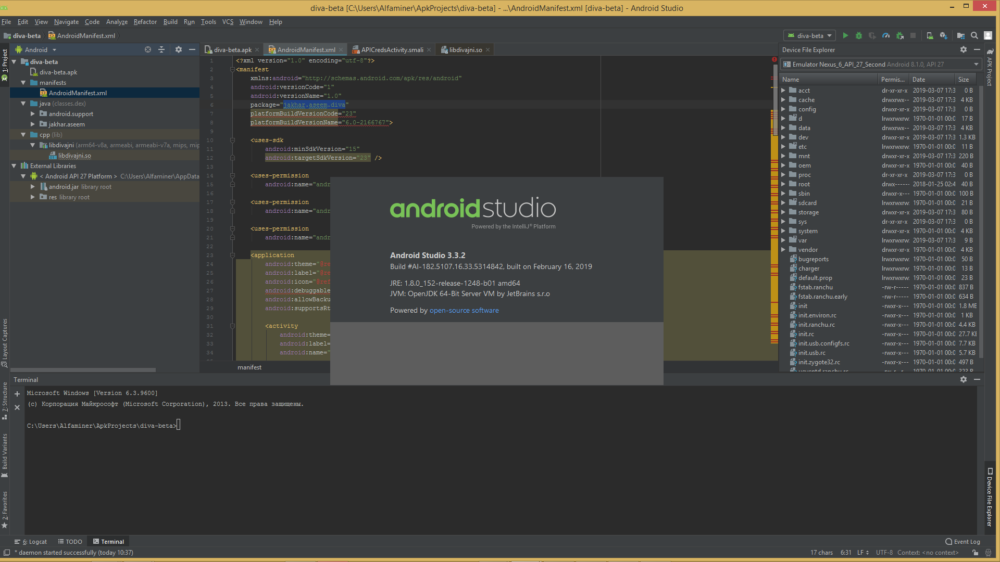 diva-beta [C:\Users\Alfaminer\ApkProjects\diva-beta] - ...\AndroidManifest.xml [diva-beta] - Android Studio
File Edit View Navigate Code Analyze Refactor Build Run Tools VCS Window Help
diva-beta AndroidManifest.xml
diva-beta
1: Project
Android
diva-beta
diva-beta.apk
manifests
AndroidManifest.xml
java (classes.dex)
android.support
jakhar.aseem
cpp (lib)
libdivajni (arm64-v8a, armeabi, armeabi-v7a, mips, mip
libdivajni.so
External Libraries
< Android API 27 Platform > C:\Users\Alfaminer\AppData
android.jar library root
res library root
Layout Captures
7: Structure
Build Variants
2: Favorites
diva-beta.apk AndroidManifest.xml APICredsActivity.smali libdivajni.so
1 <?xml version="1.0" encoding="utf-8"?>
2 <manifest
3 xmlns:android="http://schemas.android.com/apk/res/android"
4 android:versionCode="1"
5 android:versionName="1.0"
6 package="jakhar.aseem.diva"
7 platformBuildVersionCode="23"
8 platformBuildVersionName="6.0-2166767">
9
10 <uses-sdk
11 android:minSdkVersion="15"
12 android:targetSdkVersion="23" />
13
14 <uses-permission
15 android:name="andr
16
17 <uses-permission
18 android:name="andr
19
20 <uses-permission
21 android:name="andr
22
23 <application
24 android:theme="@re
25 android:label="@re
26 android:icon="@ref
27 android:debuggable
28 android:allowBacku
29 android:supportsRt
30
31 <activity
32 android:theme=
33 android:label=
34 android:name="
manifest
androidstudio
Powered by the IntelliJ® Platform
Android Studio 3.3.2
Build #AI-182.5107.16.33.5314842, built on February 16, 2019
JRE: 1.8.0_152-release-1248-b01 amd64
JVM: OpenJDK 64-Bit Server VM by JetBrains s.r.o
Powered by open-source software
Device File Explorer
Emulator Nexus_6_API_27_Second Android 8.1.0, API 27
Name Permis... Date Size
acct dr-xr-xr-x 2019-03-07 17:3 0 B
cache drwxrwx-- 2019-03-07 17:3 4 KB
config drwxr-xr-x 2019-03-07 17:3 0 B
d lrwxrwxrw: 1970-01-01 00:0 17 B
data drwxrwx-- 2019-03-07 17:3 4 KB
dev drwxr-xr-x 2019-03-07 17:3 1.3 KB
etc lrwxrwxrw: 1970-01-01 00:0 11 B
mnt drwxr-xr-x 2019-03-07 17:3 220 B
oem drwxr-xr-x 1970-01-01 00:0 40 B
proc dr-xr-xr-x 2019-03-07 17:3 0 B
root drwx------ 2018-01-25 02:4 40 B
sbin drwxr-x--- 1970-01-01 00:0 100 B
sdcard lrwxrwxrw: 1970-01-01 00:0 21 B
storage drwxr-xr-x 2019-03-07 17:3 80 B
sys dr-xr-xr-x 2019-03-07 17:3 0 B
system drwxr-xr-x 1970-01-01 00:0 4 KB
var lrwxrwxrw: 2019-03-07 17:3 9 B
vendor drwxr-xr-x 1970-01-01 00:0 4 KB
bugreports lrwxrwxrw: 1970-01-01 00:0 50 B
charger lrwxrwxrw: 1970-01-01 00:0 13 B
default.prop lrwxrwxrw: 1970-01-01 00:0 23 B
fstab.ranchu -rw-r----- 1970-01-01 00:0 837 B
fstab.ranchu.early -rw-r----- 1970-01-01 00:0 634 B
init -rwxr-x--- 1970-01-01 00:0 1.8 ME
init.environ.rc -rwxr-x--- 1970-01-01 00:0 1 KB
init.ranchu.rc -rwxr-x--- 1970-01-01 00:0 4.4 KB
init.rc -rwxr-x--- 1970-01-01 00:0 27.7 KE
init.usb.configfs.rc -rwxr-x--- 1970-01-01 00:0 7.7 KB
init.usb.rc -rwxr-x--- 1970-01-01 00:0 5.7 KB
init.zygote32.rc -rwxr-x--- 1970-01-01 00:0 497 B
APK Project
Device File Explorer
Terminal
Microsoft Windows [Version 6.3.9600]
(c) Корпорация Майкрософт (Microsoft Corporation), 2013. Все права защищены.
C:\Users\Alfaminer\ApkProjects\diva-beta>
6: Logcat TODO Terminal Event Log
* daemon started successfully (today 10:37) 17 chars 6:31 LF UTF-8 Context: <no context>